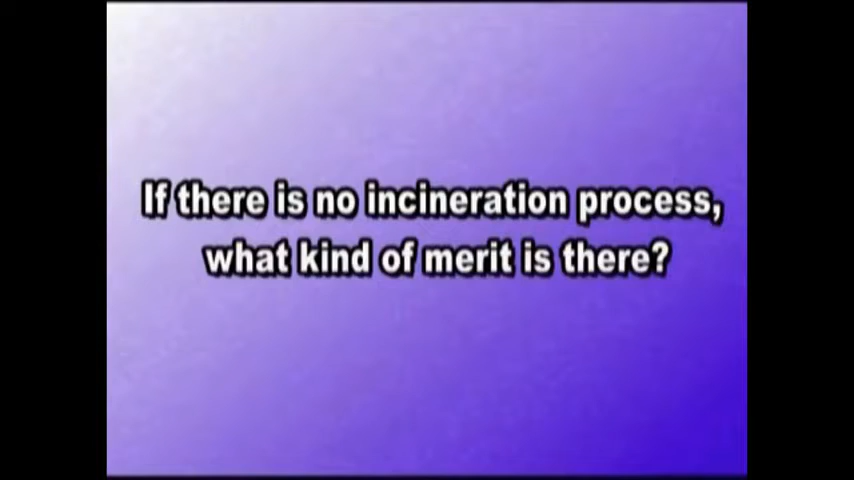 If there is no incineration process,
what kind of merit is there?